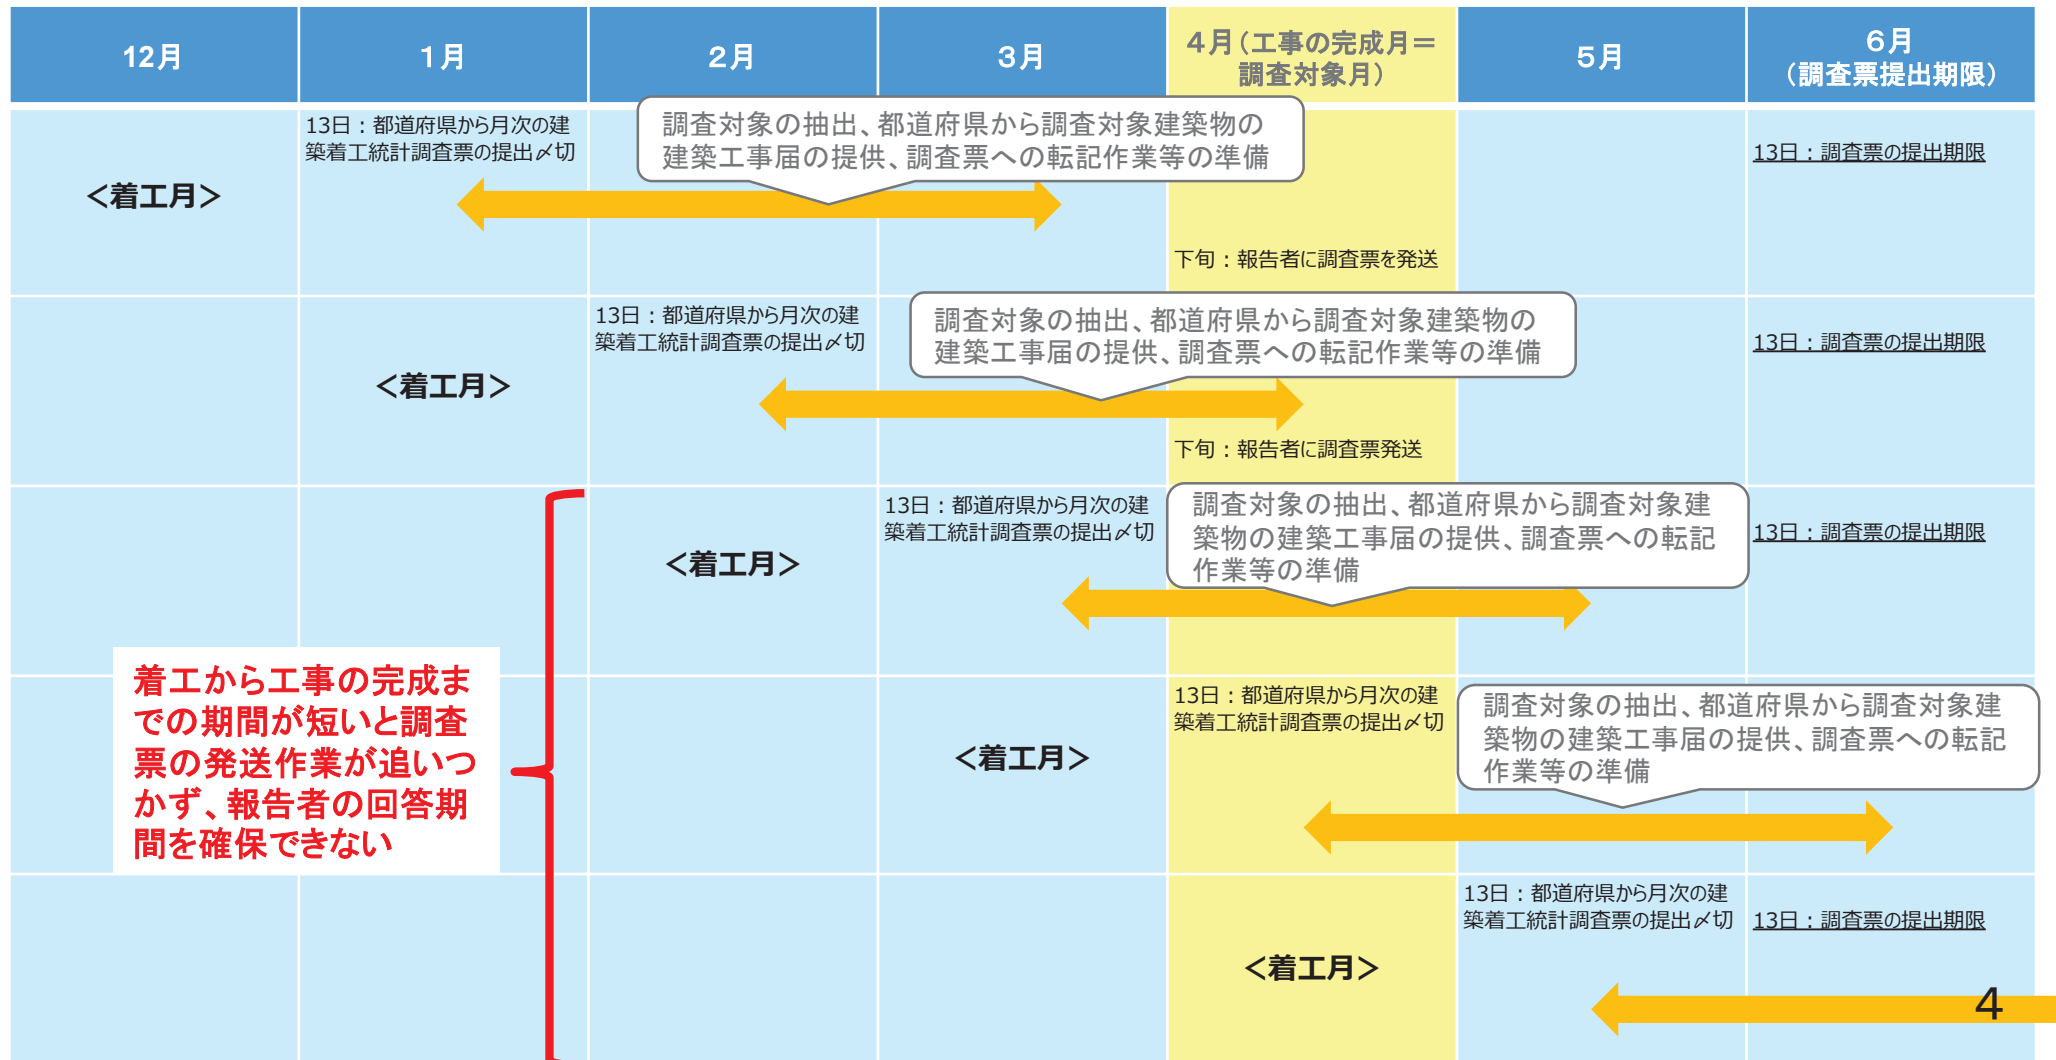 12月
1月
2月
3月
4月(工事の完成月＝
調査対象月)
5月
6月
(調査票提出期限)
<着工月>
13日：都道府県から月次の建
築着工統計調査票の提出〆切
調査対象の抽出、都道府県から調査対象建築物の
建築工事届の提供、調査票への転記作業等の準備
下旬：報告者に調査票を発送
13日：調査票の提出期限
<着工月>
13日：都道府県から月次の建
築着工統計調査票の提出〆切
調査対象の抽出、都道府県から調査対象建築物の
建築工事届の提供、調査票への転記作業等の準備
下旬：報告者に調査票発送
13日：調査票の提出期限
<着工月>
13日：都道府県から月次の建
築着工統計調査票の提出〆切
調査対象の抽出、都道府県から調査対象建
築物の建築工事届の提供、調査票への転記
作業等の準備
13日：調査票の提出期限
着工から工事の完成ま
での期間が短いと調査
票の発送作業が追いつ
かず、報告者の回答期
間を確保できない
<着工月>
13日：都道府県から月次の建
築着工統計調査票の提出〆切
調査対象の抽出、都道府県から調査対象建
築物の建築工事届の提供、調査票への転記
作業等の準備
<着工月>
13日：都道府県から月次の建
築着工統計調査票の提出〆切
13日：調査票の提出期限
4